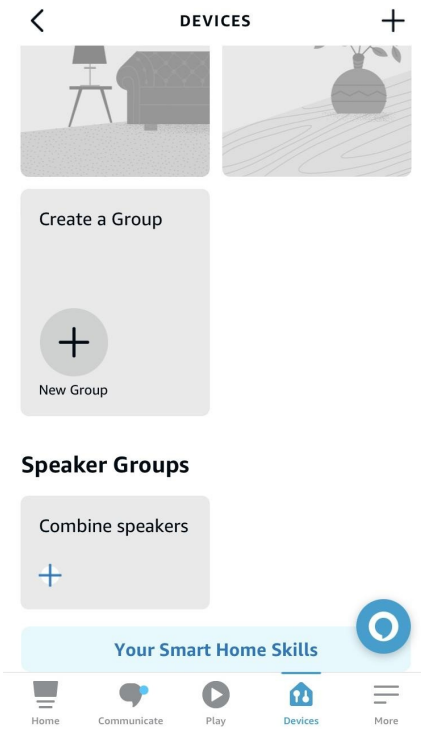 DEVICES
Create a Group
New Group
Speaker Groups
Combine speakers
Your Smart Home Skills
Home
Communicate
Play
Devices
More